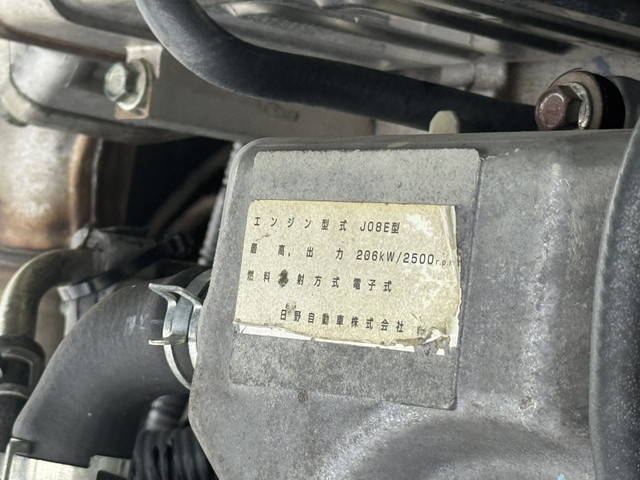 エンジン型式 J08E型
最高出力 206kW/2500r.p.
燃料 射方式 電子式
日野自動車株式会社